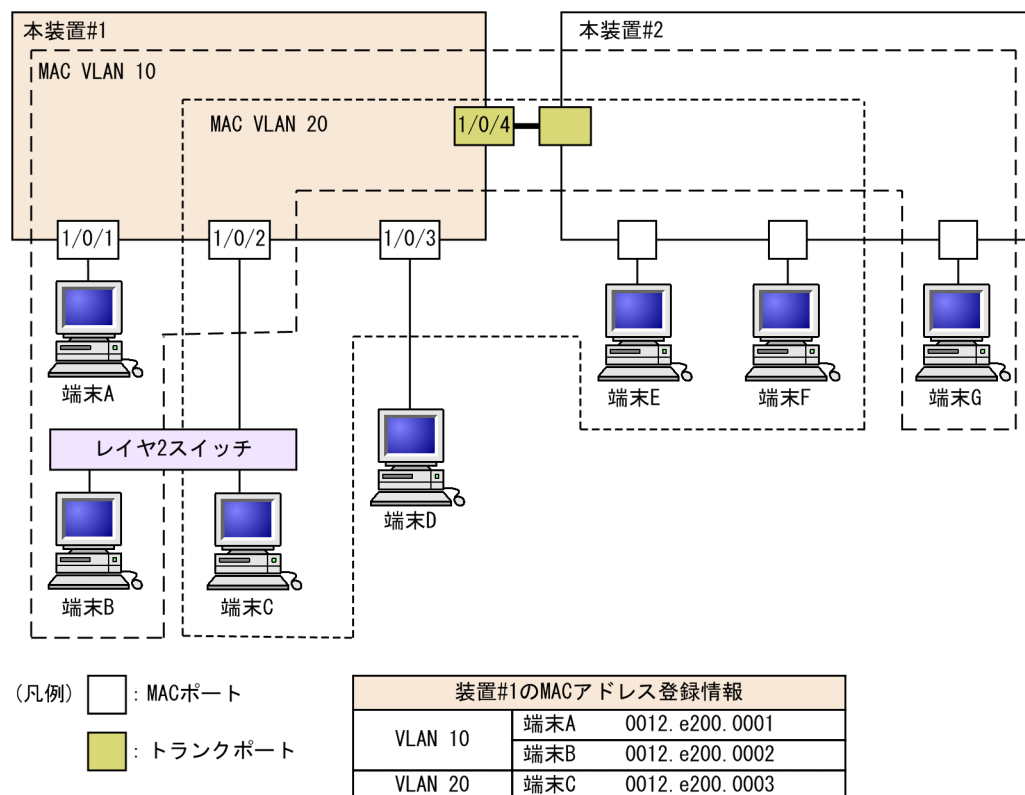 本装置#1
本装置#2
MAC VLAN 10
MAC VLAN 20
1/0/4
1/0/1
1/0/2
1/0/3
端末A
端末E
端末F
端末G
レイヤ2スイッチ
端末D
端末B
端末C
(凡例)
: MACポート
: トランクポート
装置#1のMACアドレス登録情報
VLAN 10
端末A 0012.e200.0001
端末B 0012.e200.0002
VLAN 20
端末C 0012.e200.0003